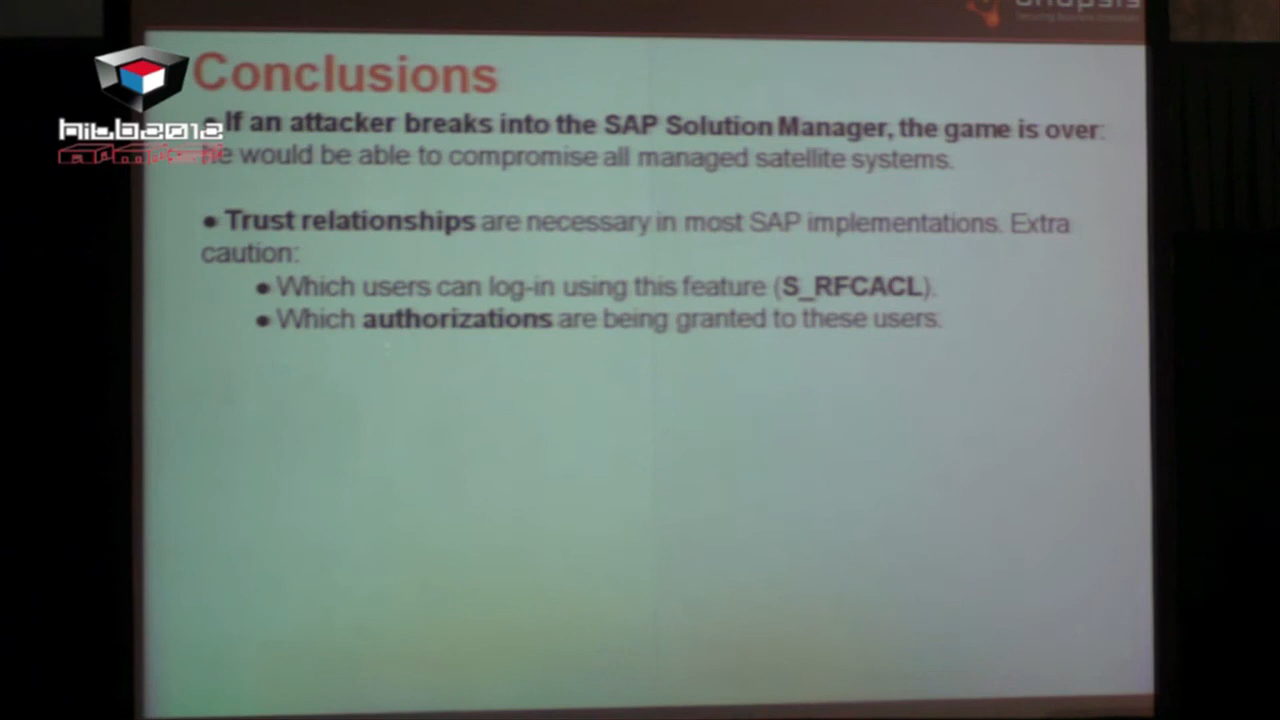 onapsis
Conclusions
hitb2012
● If an attacker breaks into the SAP Solution Manager, the game is over:
he would be able to compromise all managed satellite systems.
● Trust relationships are necessary in most SAP implementations. Extra
caution:
● Which users can log-in using this feature (S_RFCACL).
● Which authorizations are being granted to these users.